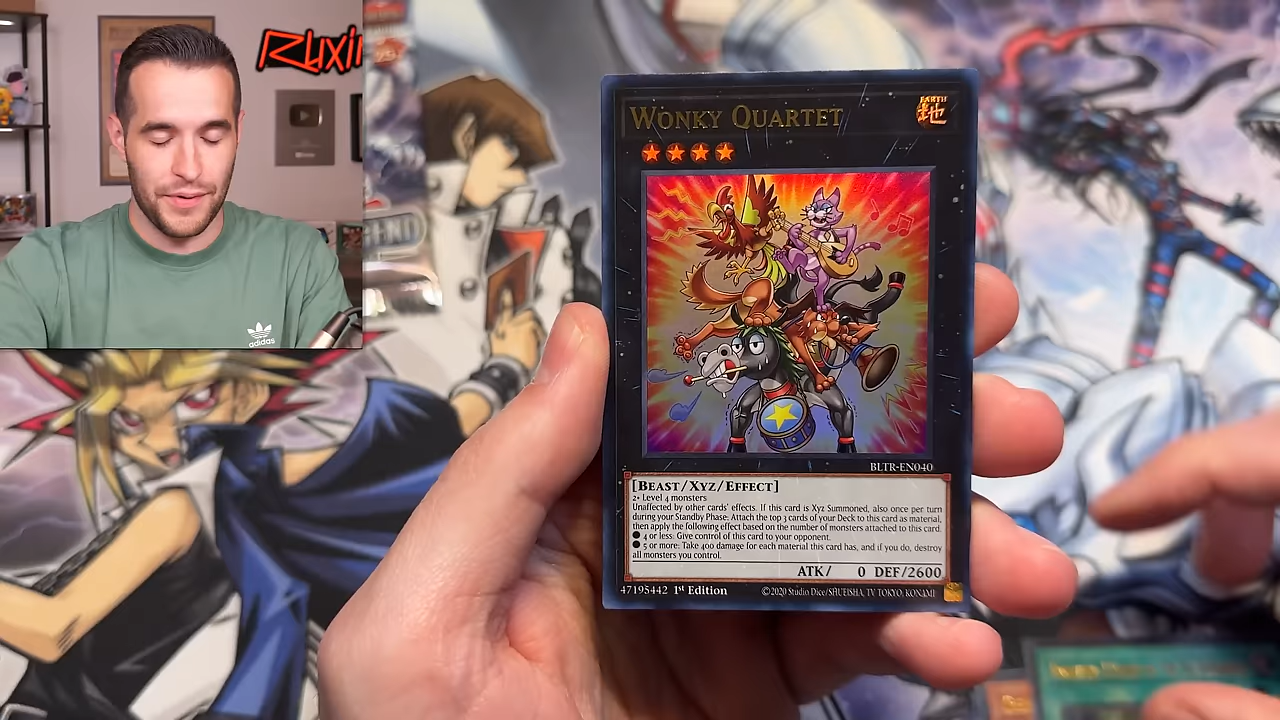 Ruxin
adidas
WONKY QUARTET
EARTH
地
BLTR-EN040
[BEAST/XYZ/EFFECT]
2+ Level 4 monsters
Unaffected by other cards' effects. If this card is Xyz Summoned, also once per turn
during your Standby Phase: Attach the top 3 cards of your Deck to this card as material,
then apply the following effect based on the number of monsters attached to this card.
● 4 or less: Give control of this card to your opponent.
● 5 or more: Take 400 damage for each material this card has, and if you do, destroy
all monsters you control.
ATK/ 0 DEF/2600
47195442 1st Edition ©2020 Studio Dice/SHUEISHA, TV TOKYO, KONAMI